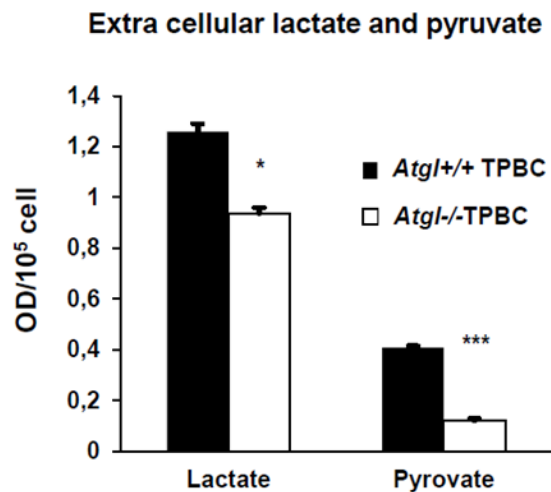 Extra cellular lactate and pyruvate
1,4
1,2
1
0,8
0,6
0,4
0,2
0
OD/10⁵ cell
*
***
Atgl+/+ TPBC
Atgl-/-TPBC
Lactate
Pyrovate